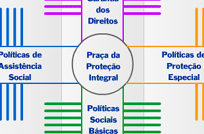 Garantia
dos
Direitos
Políticas de
Assistência
Social
Praça da
Proteção
Integral
Políticas de
Proteção
Especial
Políticas
Sociais
Básicas